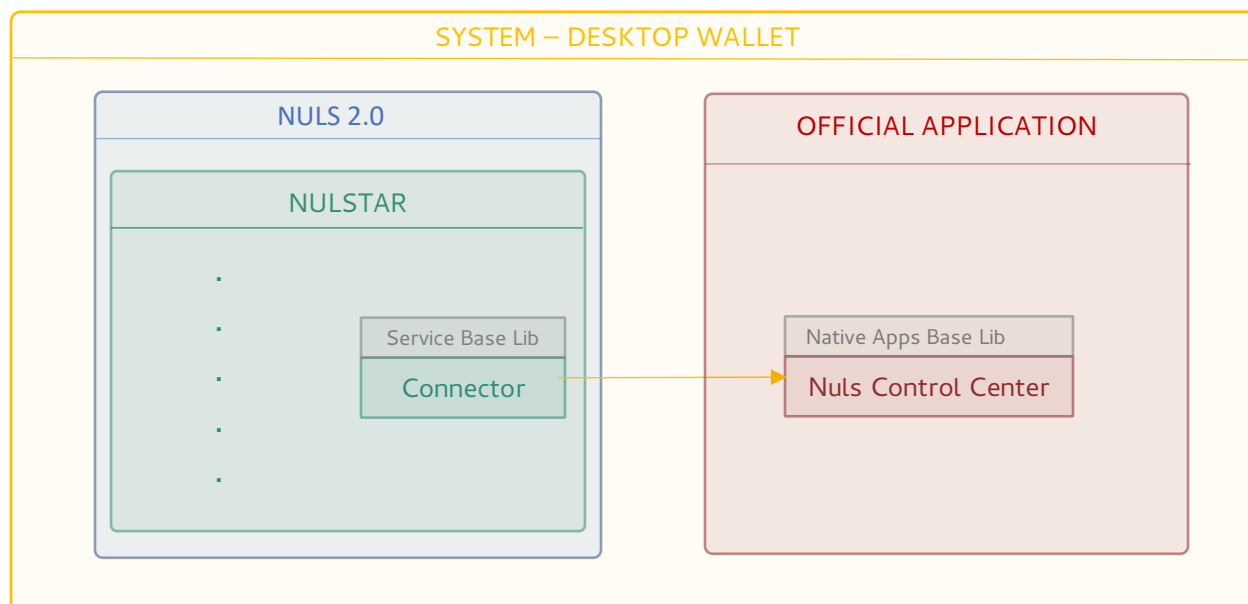 SYSTEM – DESKTOP WALLET
NULS 2.0
OFFICIAL APPLICATION
NULSTAR
Service Base Lib
Native Apps Base Lib
Connector
Nuls Control Center